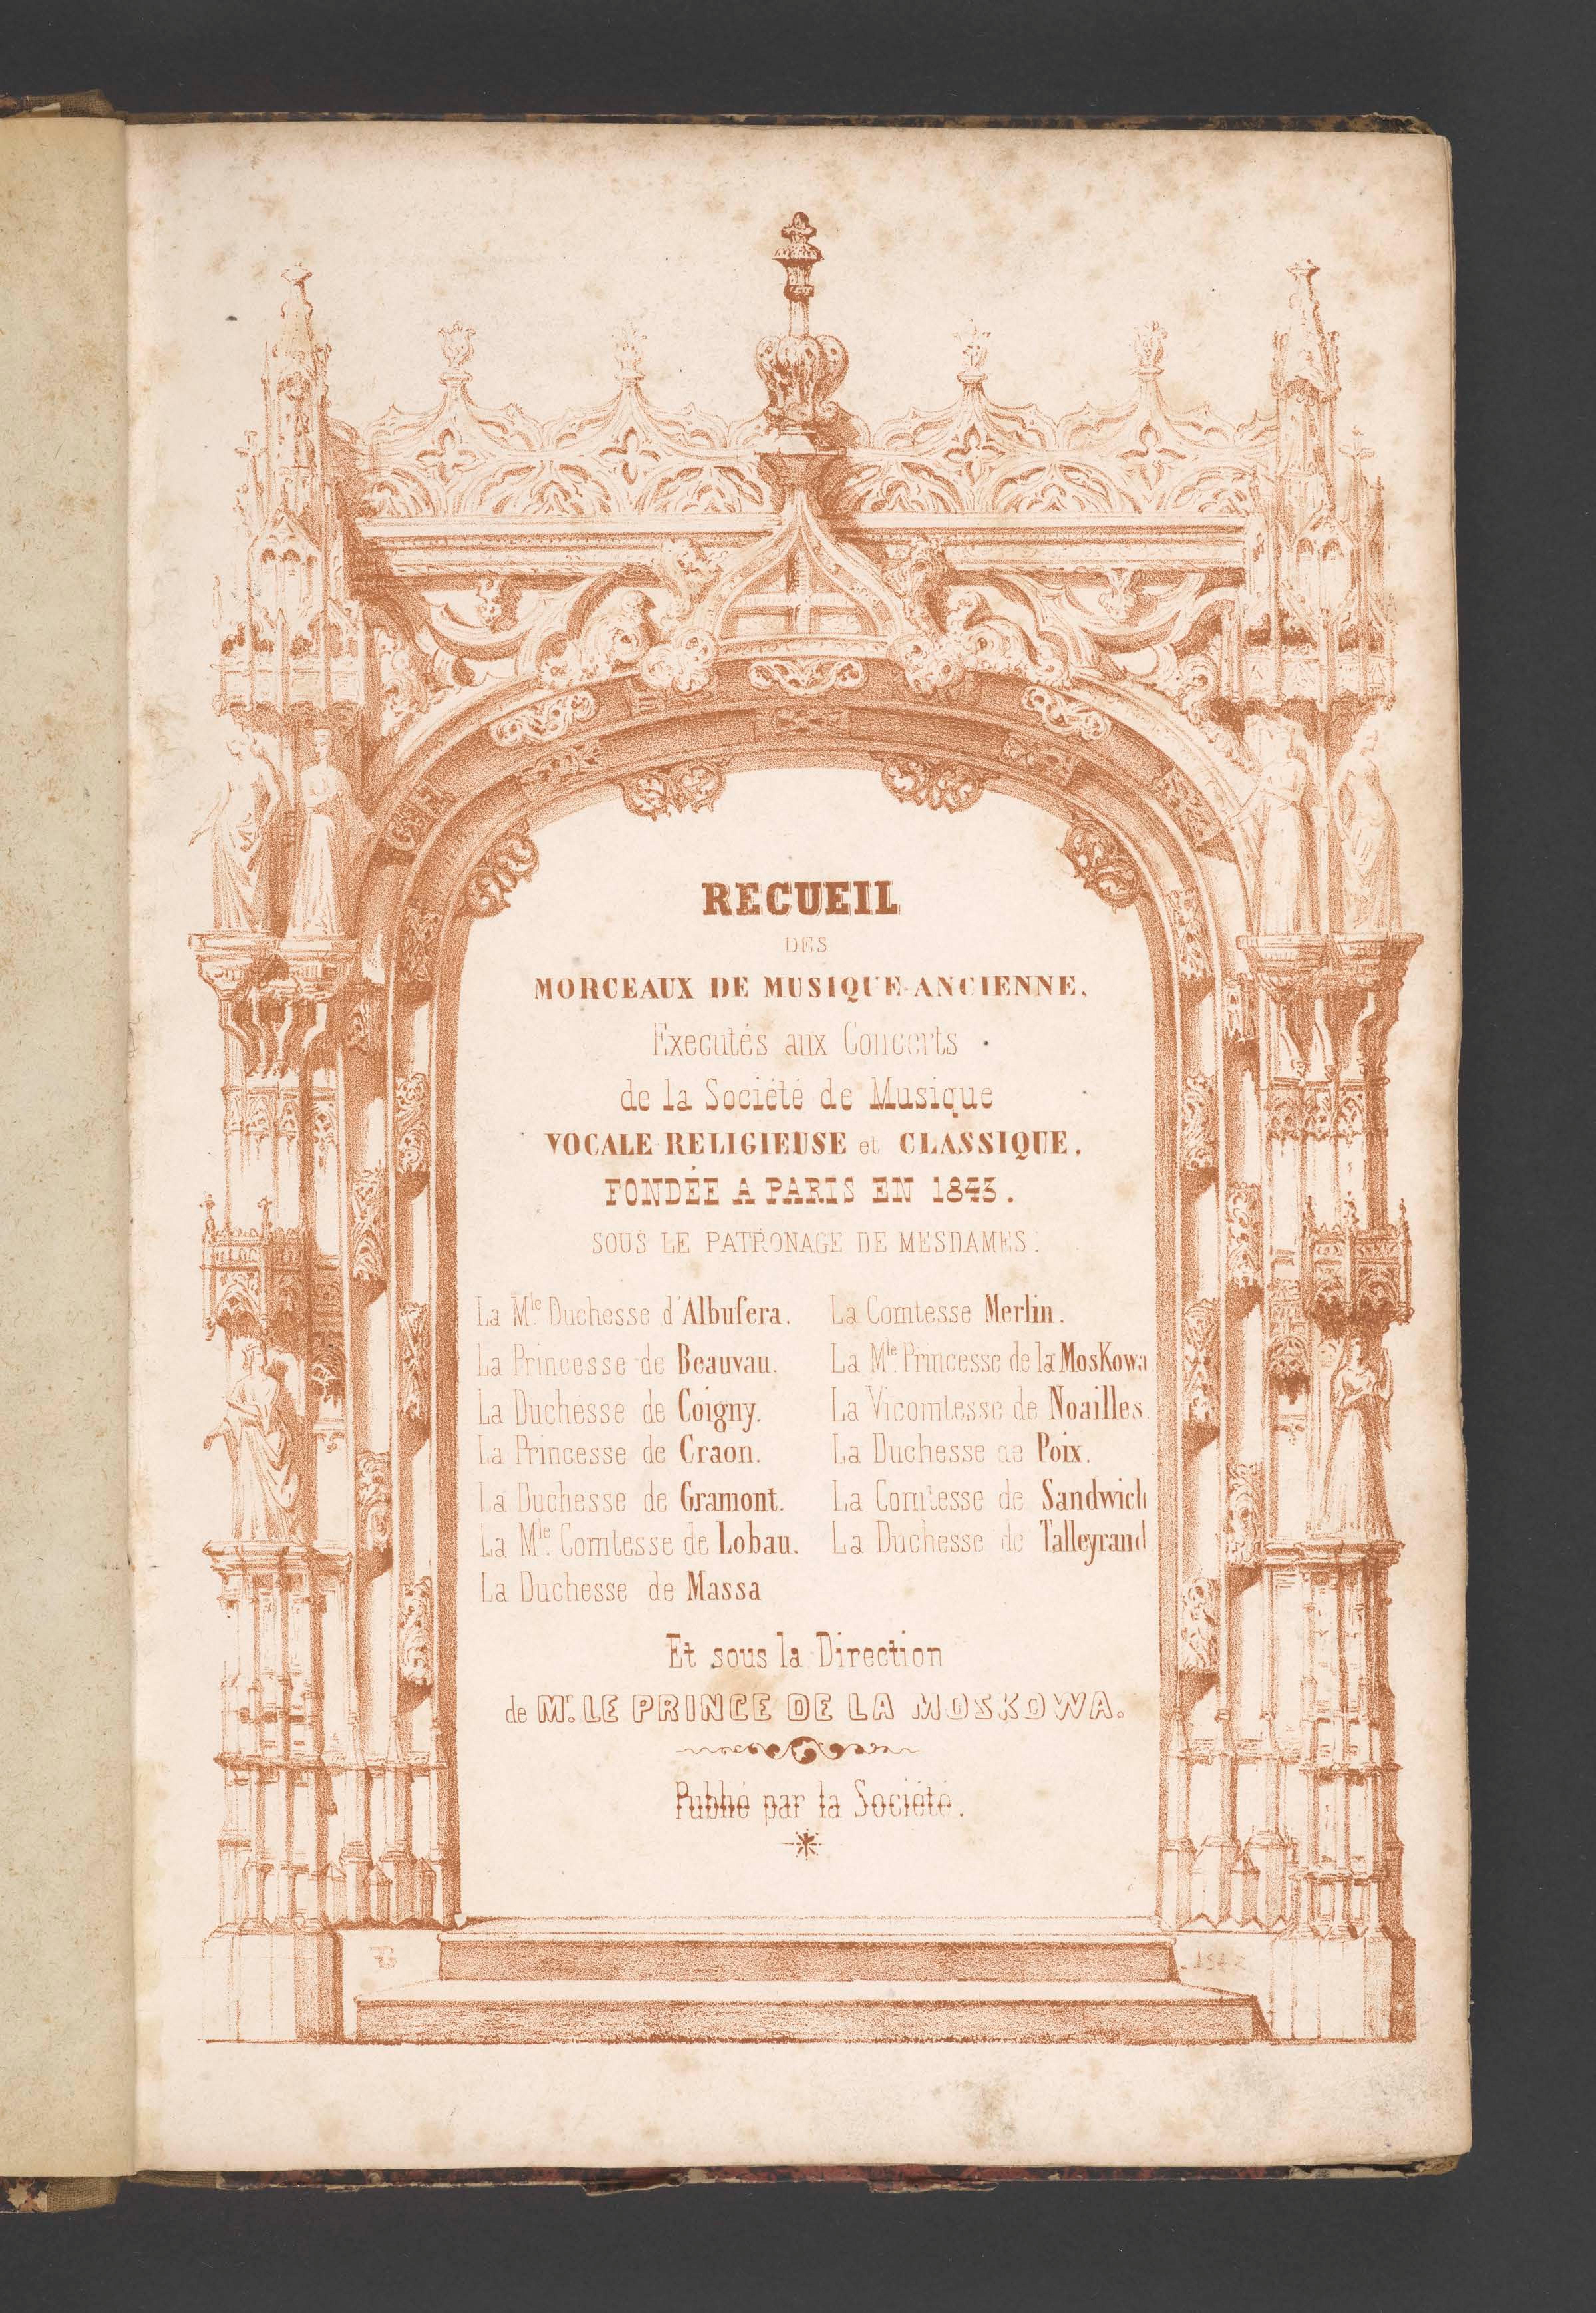 RECUEIL
DES
MORCEAUX DE MUSIQUE ANCIENNE,
Executés aux Concerts
de la Société de Musique
VOCALE RELIGIEUSE et CLASSIQUE,
FONDÉE A PARIS EN 1843.
SOUS LE PATRONAGE DE MESDAMES:
La Mle Duchesse d'Albufera.
La Princesse de Beauvau.
La Duchesse de Coigny.
La Princesse de Craon.
La Duchesse de Gramont.
La Mle Comtesse de Lobau.
La Duchesse de Massa
La Comtesse Merlin.
La Mle Princesse de la MosKowa
La Vicomtesse de Noailles.
La Duchesse de Poix.
La Comtesse de Sandwich
La Duchesse de Talleyrand
Et sous la Direction
de Mr. LE PRINCE DE LA MOSKOWA.
Publié par la Société.